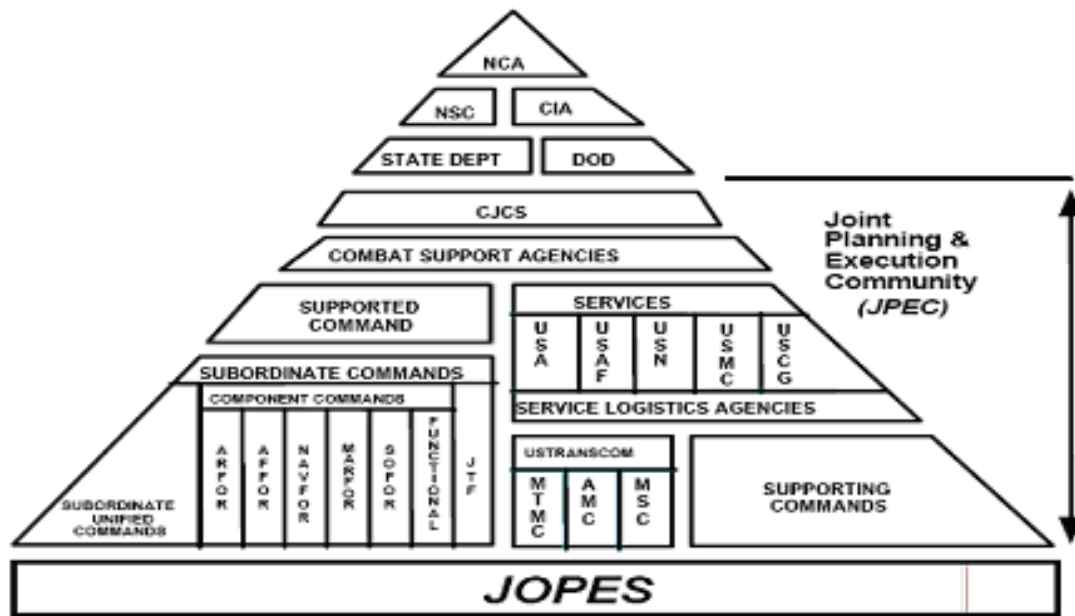 NCA
NSC
CIA
STATE DEPT
DOD
CJCS
COMBAT SUPPORT AGENCIES
Joint
Planning &
Execution
Community
(JPEC)
SUPPORTED
COMMAND
SERVICES
USA
USAF
USN
USMC
USCG
SERVICE LOGISTICS AGENCIES
SUBORDINATE COMMANDS
COMPONENT COMMANDS
ARFOR
AFFOR
NAVFOR
MARFOR
SOFOR
FUNCTIONAL
JTF
SUBORDINATE
UNIFIED
COMMANDS
USTRANSCOM
MTMC
AMC
MSC
SUPPORTING
COMMANDS
JOPES